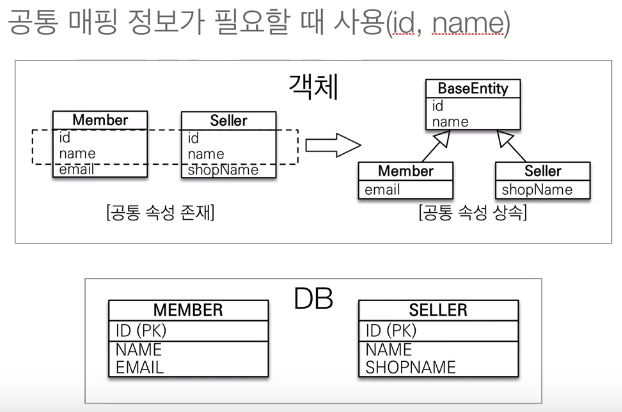 공통 매핑 정보가 필요할 때 사용(id, name)
객체
Member
id
name
email
Seller
id
name
shopName
[공통 속성 존재]
BaseEntity
id
name
Member
email
Seller
shopName
[공통 속성 상속]
DB
MEMBER
ID (PK)
NAME
EMAIL
SELLER
ID (PK)
NAME
SHOPNAME